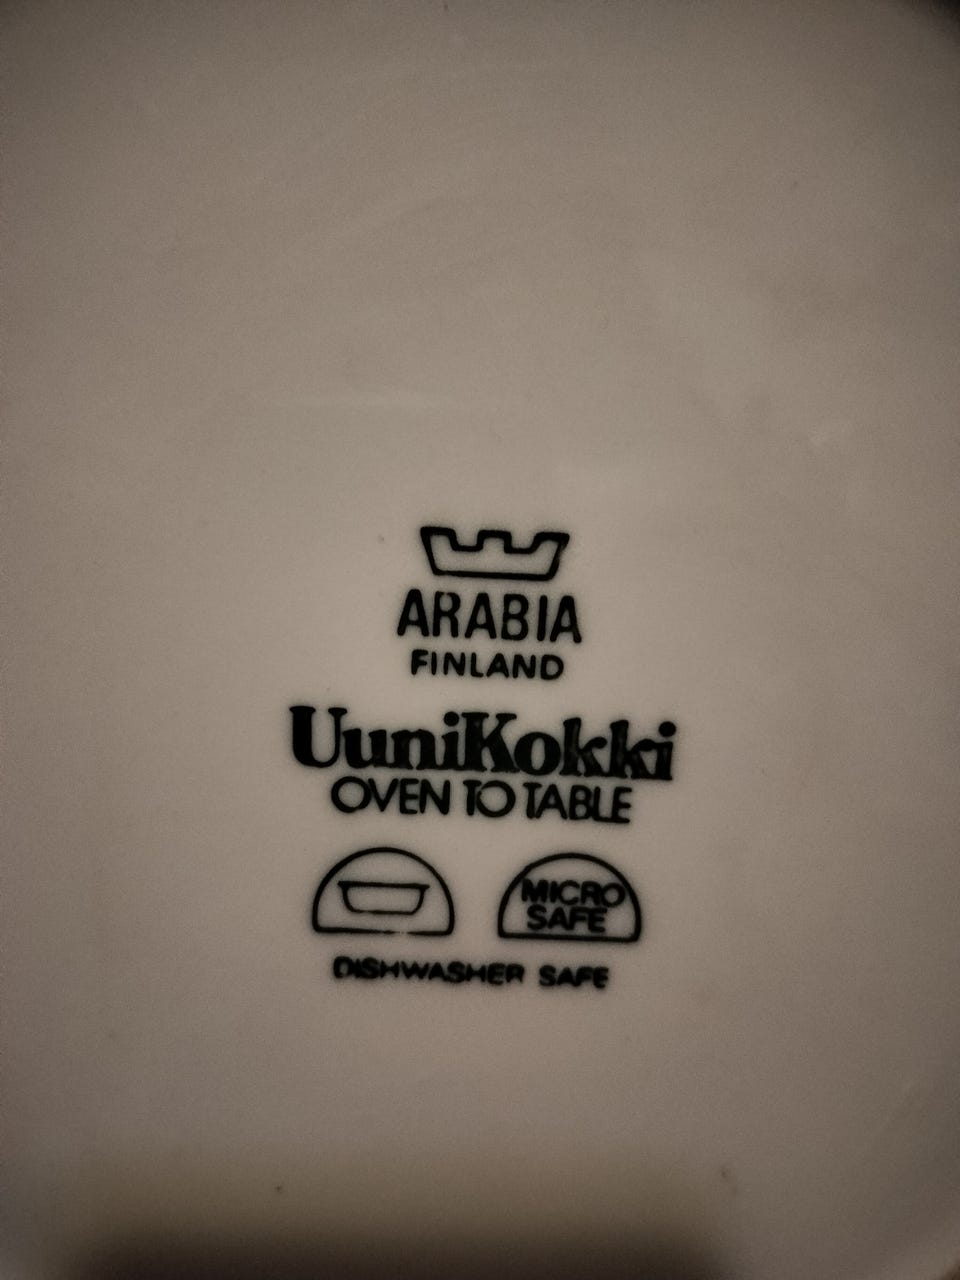 ARABIA
FINLAND
UuniKokki
OVEN TO TABLE
MICRO
SAFE
DISHWASHER SAFE